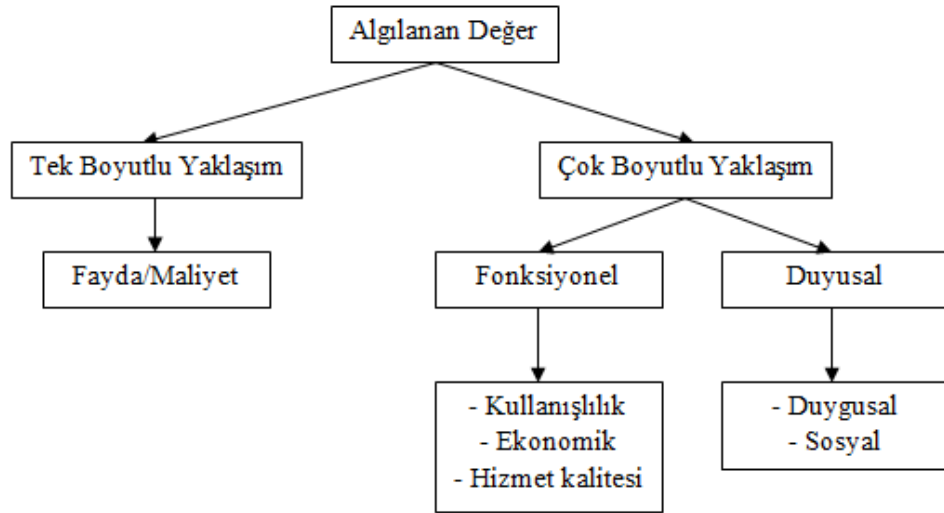 Algılanan Değer
Tek Boyutlu Yaklaşım
Çok Boyutlu Yaklaşım
Fayda/Maliyet
Fonksiyonel
Duyusal
- Kullanışlılık
- Ekonomik
- Hizmet kalitesi
- Duygusal
- Sosyal